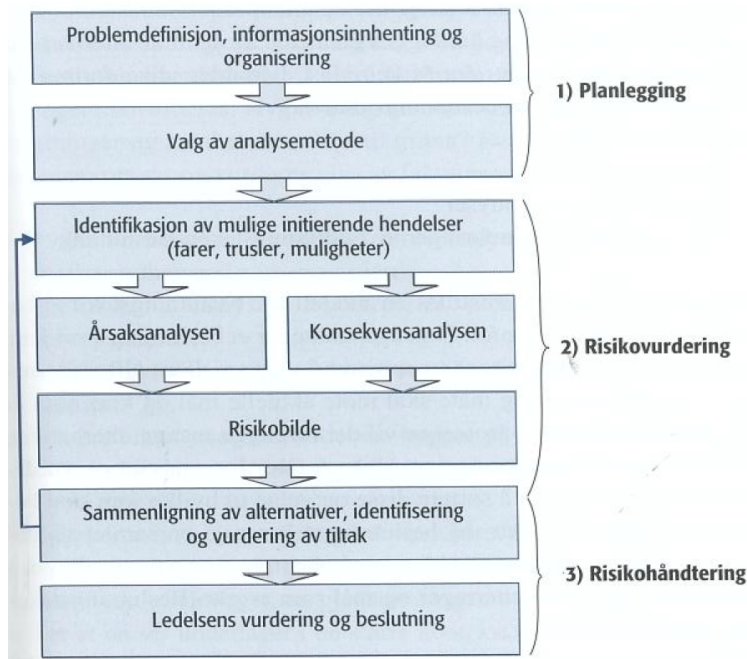 Problemdefinisjon, informasjonsinnhenting og
organisering
1) Planlegging
Valg av analysemetode
Identifikasjon av mulige initierende hendelser
(farer, trusler, muligheter)
Årsaksanalysen
Konsekvensanalysen
2) Risikovurdering
Risikobilde
Sammenligning av alternativer, identifisering
og vurdering av tiltak
3) Risikohåndtering
Ledelsens vurdering og beslutning